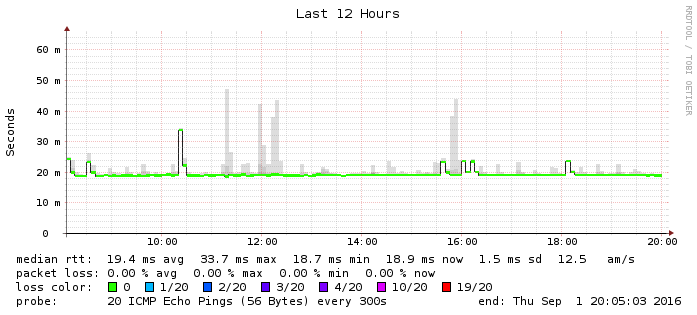 Last 12 Hours
RRDTOOL / TOBI OETIKER
Seconds
60 m
50 m
40 m
30 m
20 m
10 m
0
10:00 12:00 14:00 16:00 18:00 20:00
median rtt: 19.4 ms avg 33.7 ms max 18.7 ms min 18.9 ms now 1.5 ms sd 12.5 am/s
packet loss: 0.00 % avg 0.00 % max 0.00 % min 0.00 % now
loss color: 0 1/20 2/20 3/20 4/20 10/20 19/20
probe: 20 ICMP Echo Pings (56 Bytes) every 300s end: Thu Sep 1 20:05:03 2016